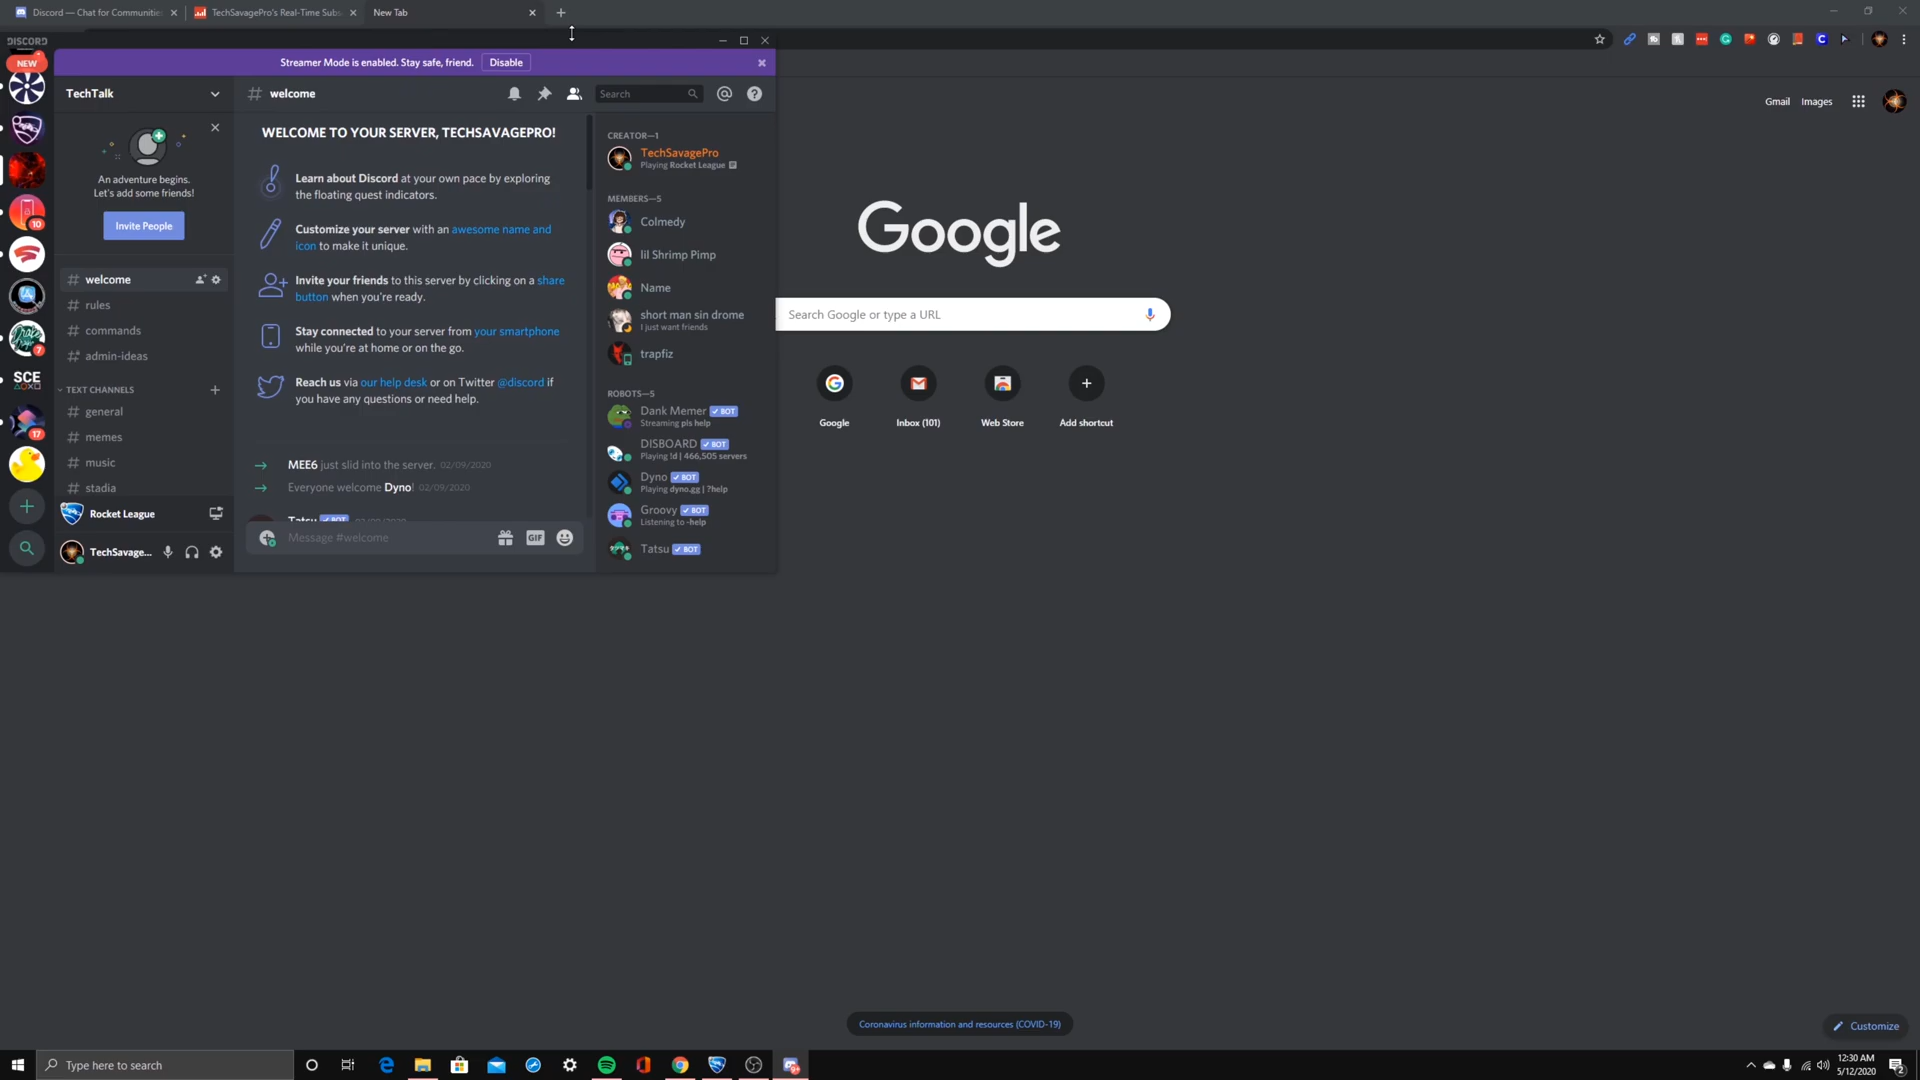 Discord — Chat for Communities
TechSavagePro's Real-Time Subs
New Tab
DISCORD
NEW
Streamer Mode is enabled. Stay safe, friend.
Disable
TechTalk
welcome
Search
Gmail
Images
An adventure begins.
Let's add some friends!
Invite People
welcome
rules
commands
admin-ideas
TEXT CHANNELS
general
memes
music
stadia
Rocket League
TechSavage...
10
7
SCE
17
WELCOME TO YOUR SERVER, TECHSAVAGEPRO!
Learn about Discord at your own pace by exploring
the floating quest indicators.
Customize your server with an awesome name and
icon to make it unique.
Invite your friends to this server by clicking on a share
button when you're ready.
Stay connected to your server from your smartphone
while you're at home or on the go.
Reach us via our help desk or on Twitter @discord if
you have any questions or need help.
MEE6 just slid into the server. 02/09/2020
Everyone welcome Dyno! 02/09/2020
Tatsu BOT 02/09/2020
Message #welcome
GIF
CREATOR—1
TechSavagePro
Playing Rocket League
MEMBERS—5
Colmedy
lil Shrimp Pimp
Name
short man sin drome
I just want friends
trapfiz
ROBOTS—5
Dank Memer BOT
Streaming pls help
DISBOARD BOT
Playing !d | 466,505 servers
Dyno BOT
Playing dyno.gg | ?help
Groovy BOT
Listening to -help
Tatsu BOT
Google
Search Google or type a URL
Google
Inbox (101)
Web Store
Add shortcut
Coronavirus information and resources (COVID-19)
Customize
Type here to search
12:30 AM
5/12/2020
2